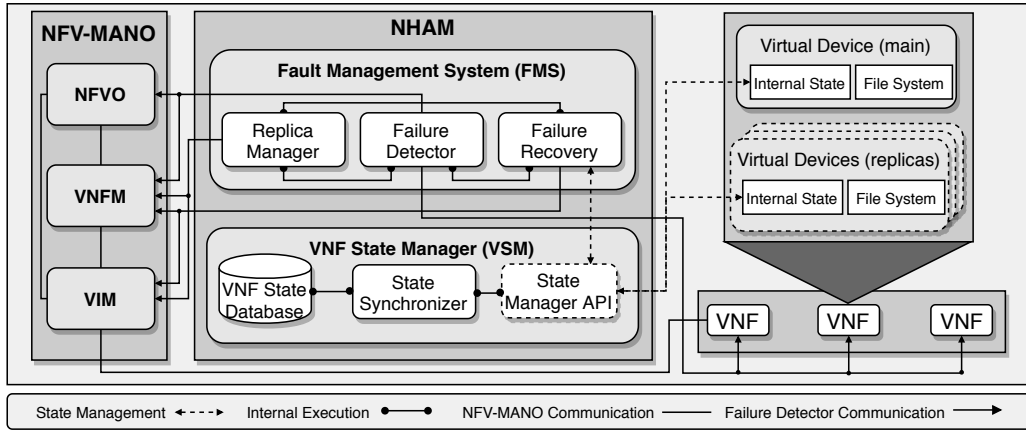 NFV-MANO
NFVO
VNFM
VIM
NHAM
Fault Management System (FMS)
Replica
Manager
Failure
Detector
Failure
Recovery
VNF State Manager (VSM)
VNF State
Database
State
Synchronizer
State
Manager API
Virtual Device (main)
Internal State
File System
Virtual Devices (replicas)
Internal State
File System
VNF
VNF
VNF
State Management
Internal Execution
NFV-MANO Communication
Failure Detector Communication